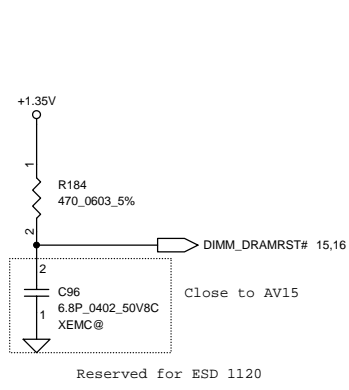 +1.35V
1
R184
470_0603_5%
2
DIMM_DRAMRST# 15,16
2
C96
6.8P_0402_50V8C
1
XEMC@
Close to AV15
Reserved for ESD 1120